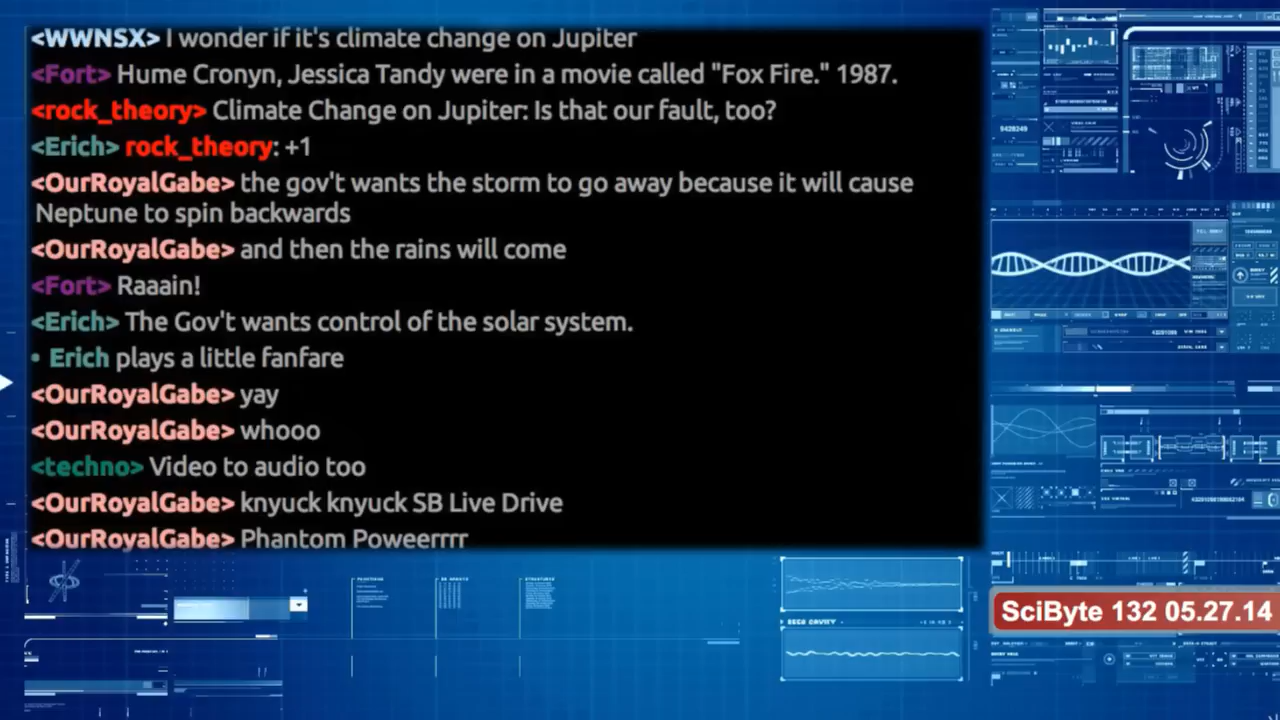 <WWNSX> I wonder if it's climate change on Jupiter
<Fort> Hume Cronyn, Jessica Tandy were in a movie called "Fox Fire." 1987.
<rock_theory> Climate Change on Jupiter: Is that our fault, too?
<Erich> rock_theory: +1
<OurRoyalGabe> the gov't wants the storm to go away because it will cause
Neptune to spin backwards
<OurRoyalGabe> and then the rains will come
<Fort> Raaain!
<Erich> The Gov't wants control of the solar system.
• Erich plays a little fanfare
<OurRoyalGabe> yay
<OurRoyalGabe> whooo
<techno> Video to audio too
<OurRoyalGabe> knyuck knyuck SB Live Drive
<OurRoyalGabe> Phantom Poweerrrr
SciByte 132 05.27.14